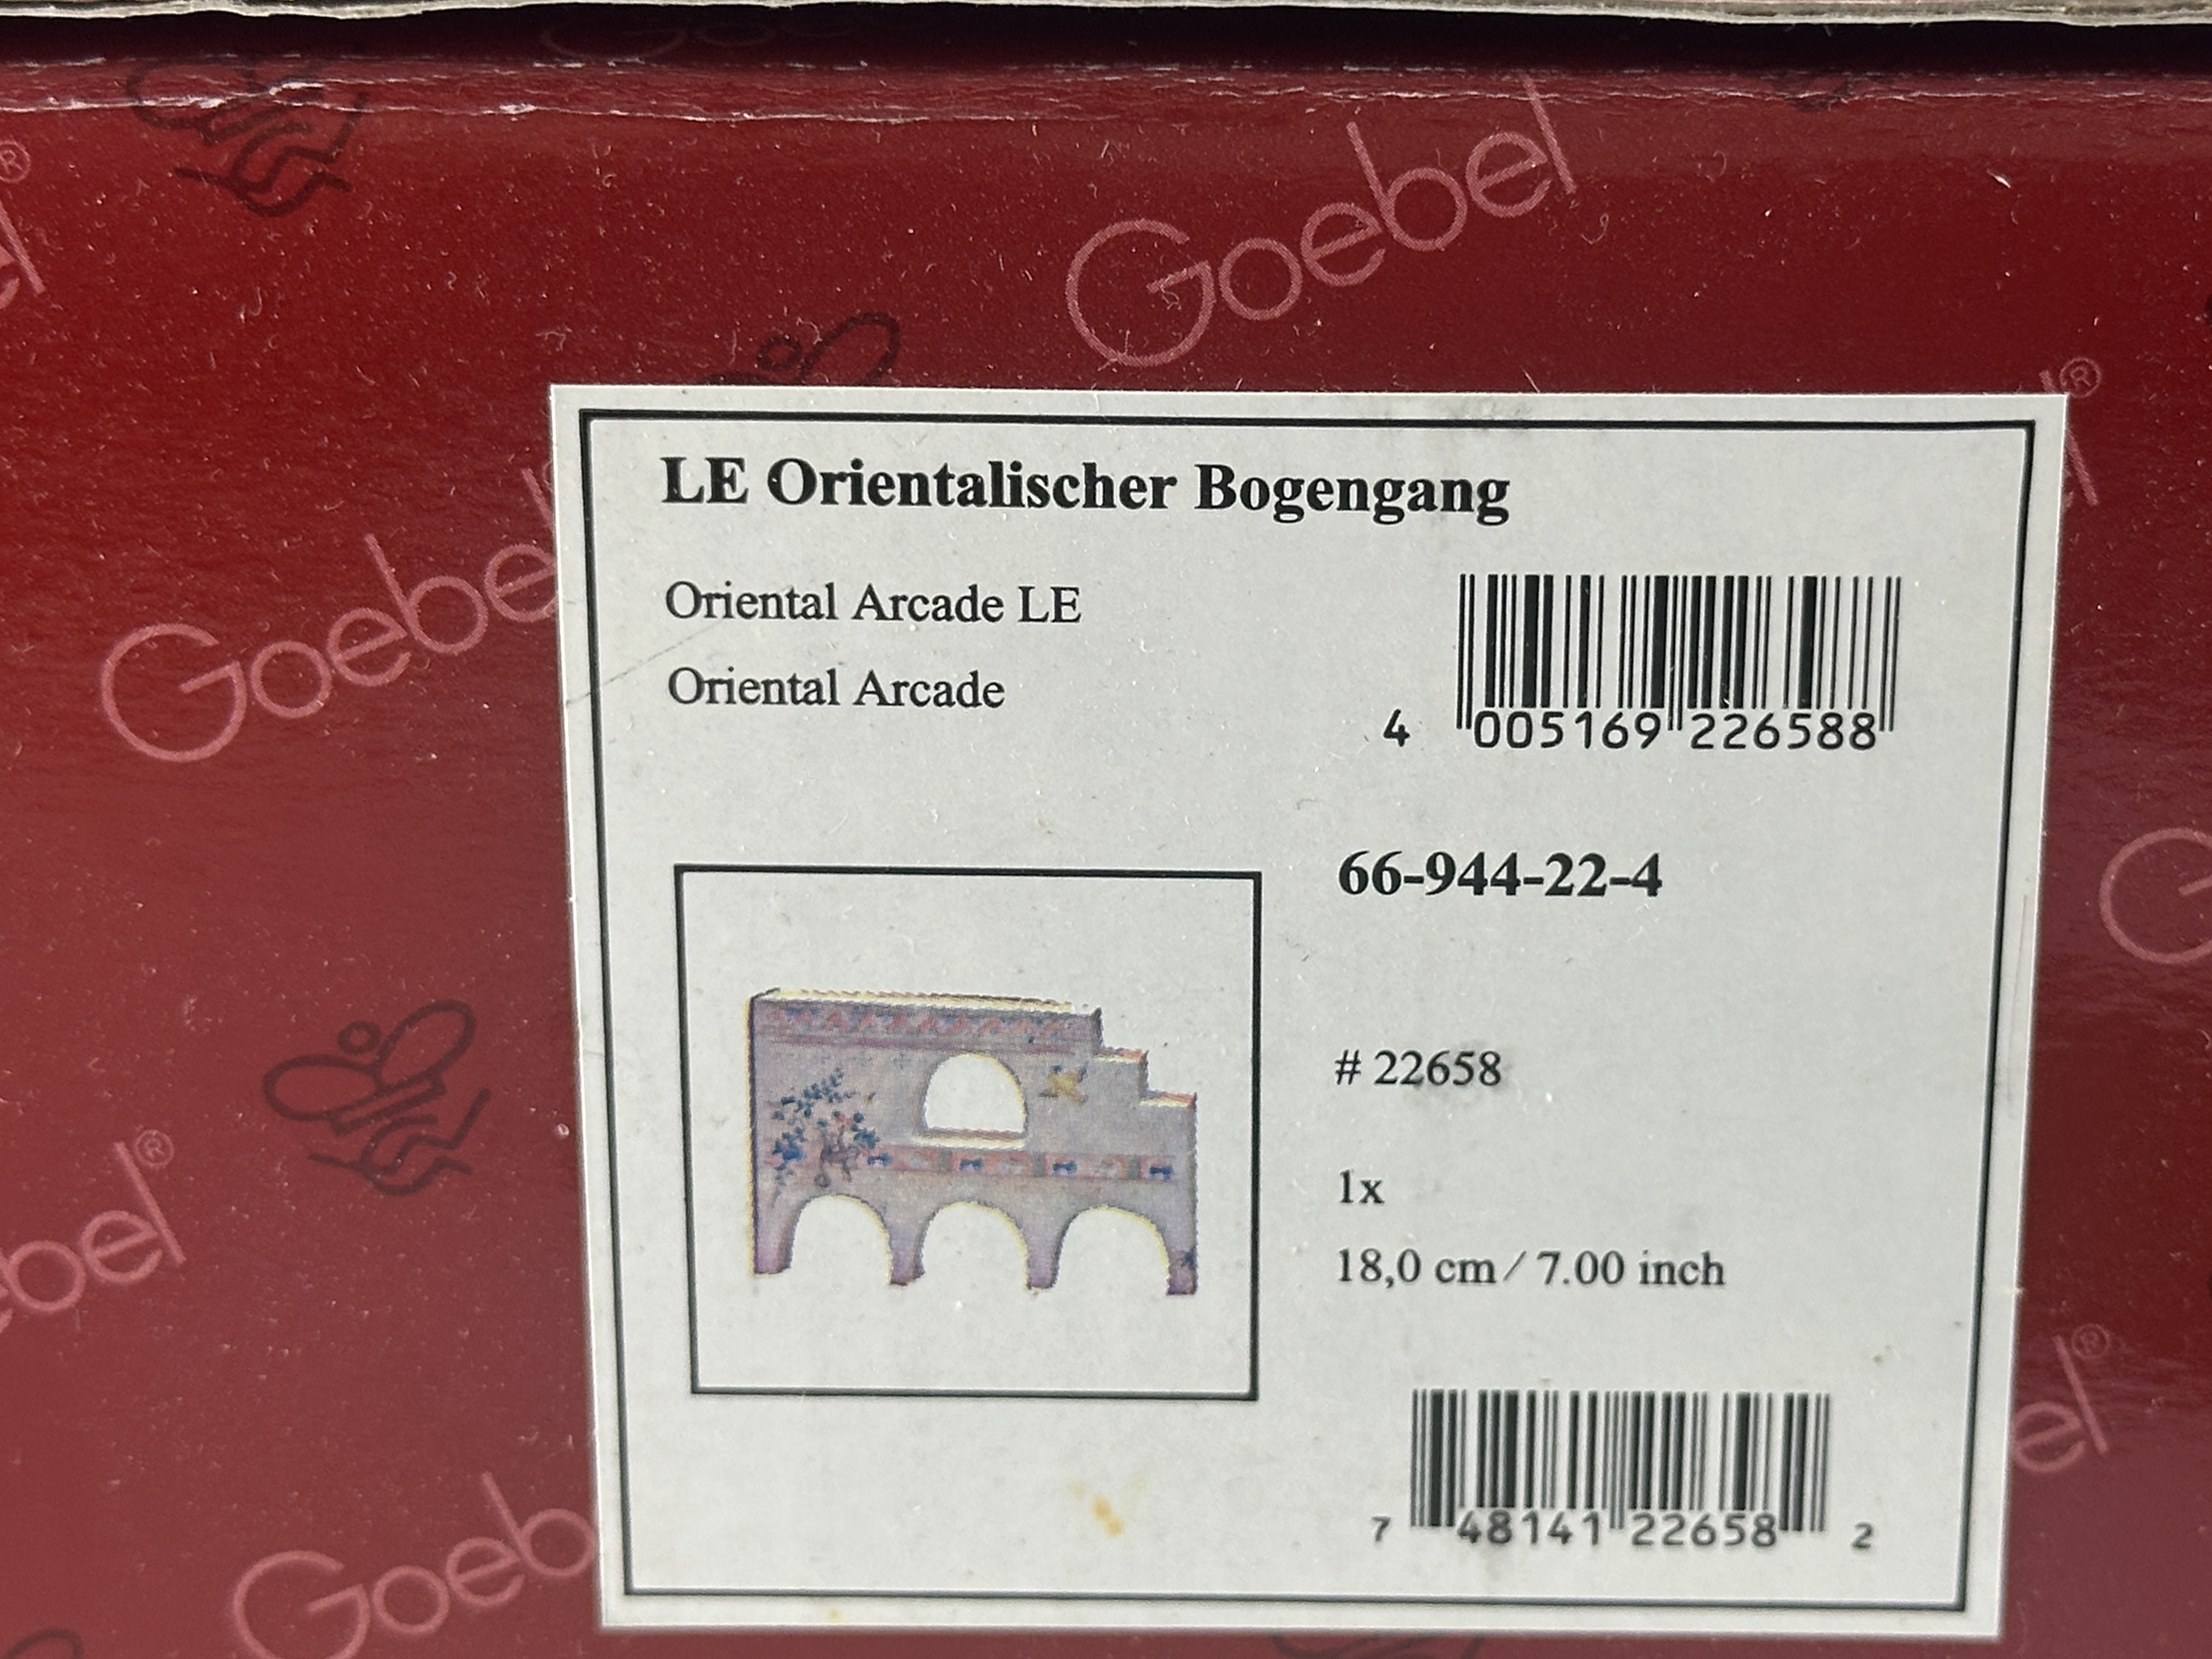 Goebel
LE Orientalischer Bogengang
Oriental Arcade LE
Oriental Arcade
4 005169 226588
66-944-22-4
# 22658
1x
18,0 cm / 7.00 inch
7 48141 22658 2
Goebel
Goebel